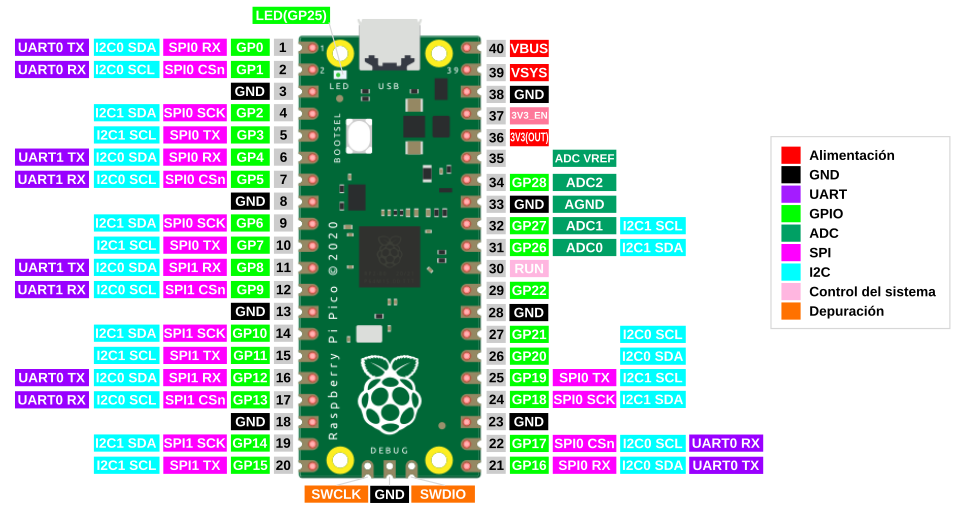 LED(GP25)
UART0 TX I2C0 SDA SPI0 RX GP0 1
UART0 RX I2C0 SCL SPI0 CSn GP1 2
GND 3
I2C1 SDA SPI0 SCK GP2 4
I2C1 SCL SPI0 TX GP3 5
UART1 TX I2C0 SDA SPI0 RX GP4 6
UART1 RX I2C0 SCL SPI0 CSn GP5 7
GND 8
I2C1 SDA SPI0 SCK GP6 9
I2C1 SCL SPI0 TX GP7 10
UART1 TX I2C0 SDA SPI1 RX GP8 11
UART1 RX I2C0 SCL SPI1 CSn GP9 12
GND 13
I2C1 SDA SPI1 SCK GP10 14
I2C1 SCL SPI1 TX GP11 15
UART0 TX I2C0 SDA SPI1 RX GP12 16
UART0 RX I2C0 SCL SPI1 CSn GP13 17
GND 18
I2C1 SDA SPI1 SCK GP14 19
I2C1 SCL SPI1 TX GP15 20
1
2
39
LED
USB
BOOTSEL
Raspberry Pi Pico © 2020
DEBUG
SWCLK GND SWDIO
40 VBUS
39 VSYS
38 GND
37 3V3_EN
36 3V3(OUT)
35 ADC VREF
34 GP28 ADC2
33 GND AGND
32 GP27 ADC1 I2C1 SCL
31 GP26 ADC0 I2C1 SDA
30 RUN
29 GP22
28 GND
27 GP21 I2C0 SCL
26 GP20 I2C0 SDA
25 GP19 SPI0 TX I2C1 SCL
24 GP18 SPI0 SCK I2C1 SDA
23 GND
22 GP17 SPI0 CSn I2C0 SCL UART0 RX
21 GP16 SPI0 RX I2C0 SDA UART0 TX
Alimentación
GND
UART
GPIO
ADC
SPI
I2C
Control del sistema
Depuración